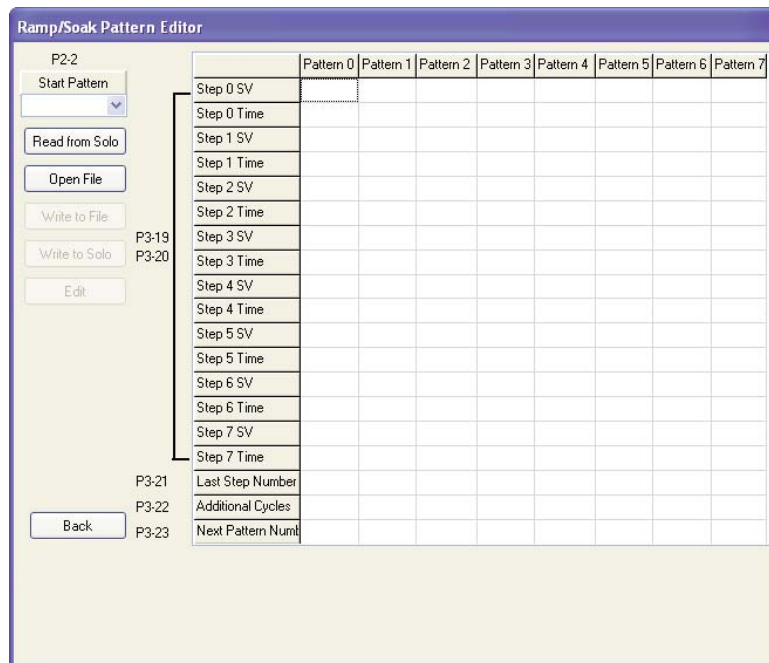 Ramp/Soak Pattern Editor
P2-2
Start Pattern
Read from Solo
Open File
Write to File
Write to Solo
Edit
Back
P3-19
P3-20
P3-21
P3-22
P3-23
Pattern 0 Pattern 1 Pattern 2 Pattern 3 Pattern 4 Pattern 5 Pattern 6 Pattern 7
Step 0 SV
Step 0 Time
Step 1 SV
Step 1 Time
Step 2 SV
Step 2 Time
Step 3 SV
Step 3 Time
Step 4 SV
Step 4 Time
Step 5 SV
Step 5 Time
Step 6 SV
Step 6 Time
Step 7 SV
Step 7 Time
Last Step Number
Additional Cycles
Next Pattern Numb